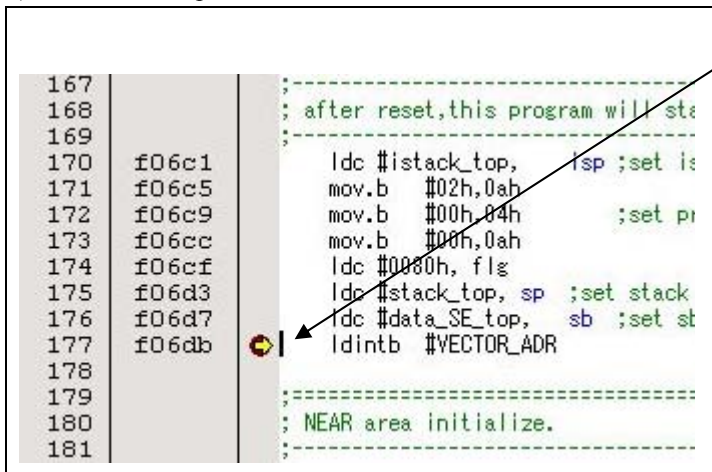 167 ;-----------------------------------------
168 ; after reset,this program will sta
169 ;-----------------------------------------
170 f06c1 ldc #istack_top, isp ;set is
171 f06c5 mov.b #02h,0ah
172 f06c9 mov.b #00h,04h ;set pr
173 f06cc mov.b #00h,0ah
174 f06cf ldc #0080h, flg
175 f06d3 ldc #stack_top, sp ;set stack
176 f06d7 ldc #data_SE_top, sb ;set sb
177 f06db ldintb #VECTOR_ADR
178
179 ;=========================================
180 ; NEAR area initialize.
181 ;-----------------------------------------